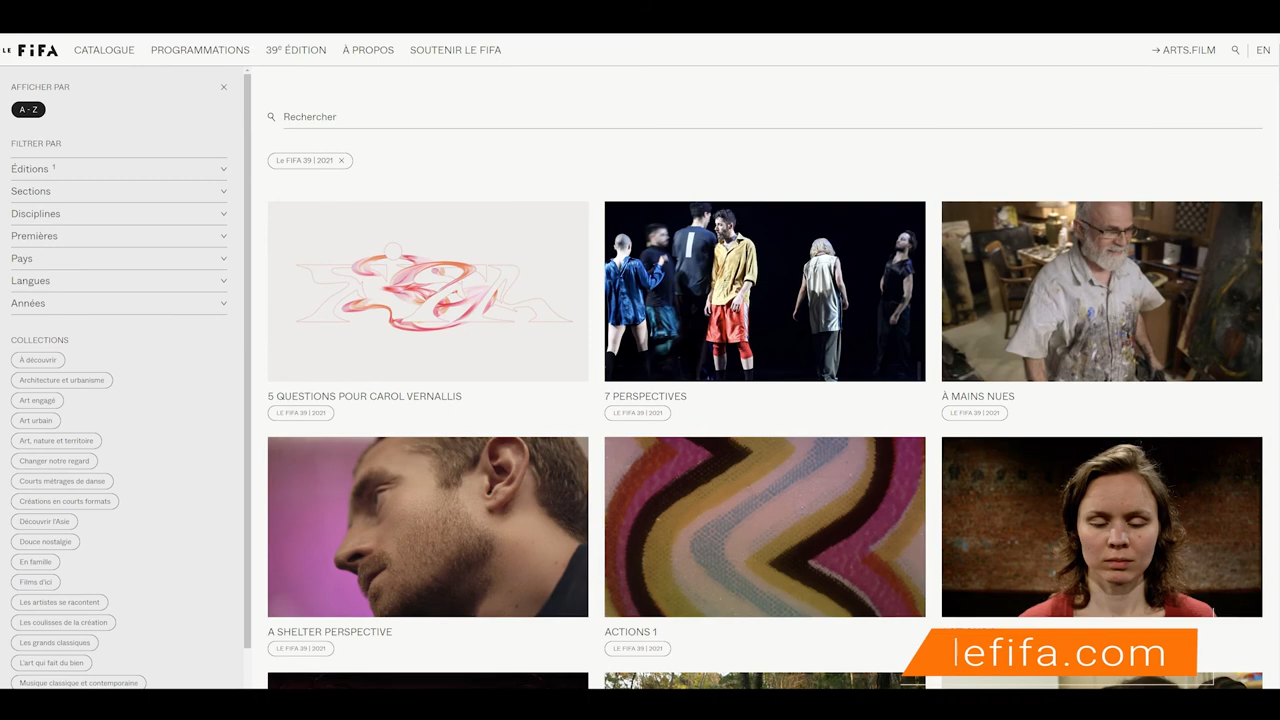 LE FiFA
CATALOGUE
PROGRAMMATIONS
39e ÉDITION
À PROPOS
SOUTENIR LE FIFA
→ ARTS.FILM
EN
AFFICHER PAR
A - Z
FILTRER PAR
Éditions 1
Sections
Disciplines
Premières
Pays
Langues
Années
COLLECTIONS
À découvrir
Architecture et urbanisme
Art engagé
Art urbain
Art, nature et territoire
Changer notre regard
Courts métrages de danse
Créations en courts formats
Découvrir l'Asie
Douce nostalgie
En famille
Films d'ici
Les artistes se racontent
Les coulisses de la création
Les grands classiques
L'art qui fait du bien
Musique classique et contemporaine
Rechercher
Le FIFA 39 | 2021
1
5 QUESTIONS POUR CAROL VERNALLIS
LE FIFA 39 | 2021
7 PERSPECTIVES
LE FIFA 39 | 2021
À MAINS NUES
LE FIFA 39 | 2021
A SHELTER PERSPECTIVE
LE FIFA 39 | 2021
ACTIONS 1
LE FIFA 39 | 2021
lefifa.com